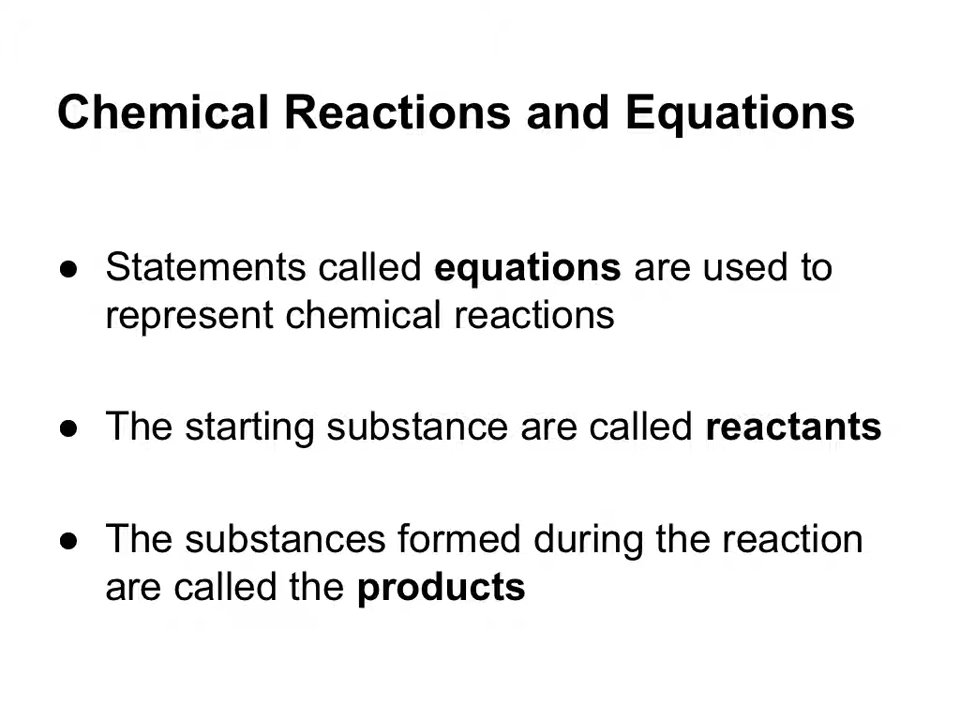 Chemical Reactions and Equations
● Statements called equations are used to
represent chemical reactions
● The starting substance are called reactants
● The substances formed during the reaction
are called the products